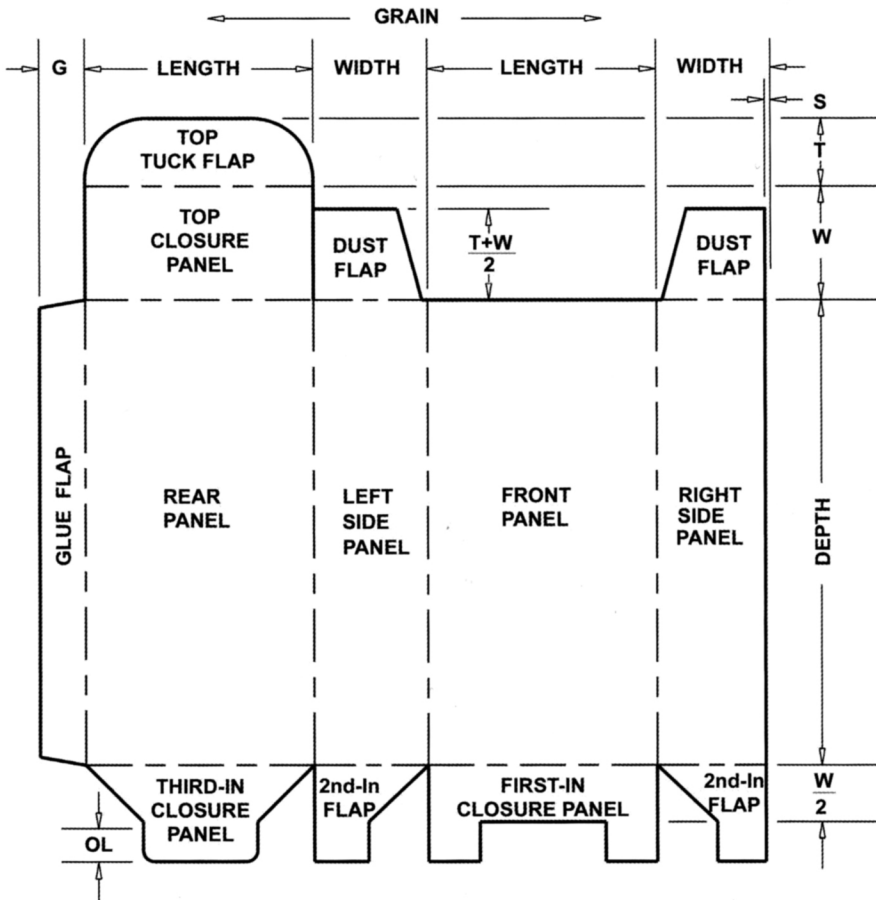 GRAIN
G
LENGTH
WIDTH
LENGTH
WIDTH
S
TOP
TUCK FLAP
T
TOP
CLOSURE
PANEL
DUST
FLAP
T+W
2
DUST
FLAP
W
GLUE FLAP
REAR
PANEL
LEFT
SIDE
PANEL
FRONT
PANEL
RIGHT
SIDE
PANEL
DEPTH
THIRD-IN
CLOSURE
PANEL
2nd-In
FLAP
FIRST-IN
CLOSURE PANEL
2nd-In
FLAP
W
2
OL